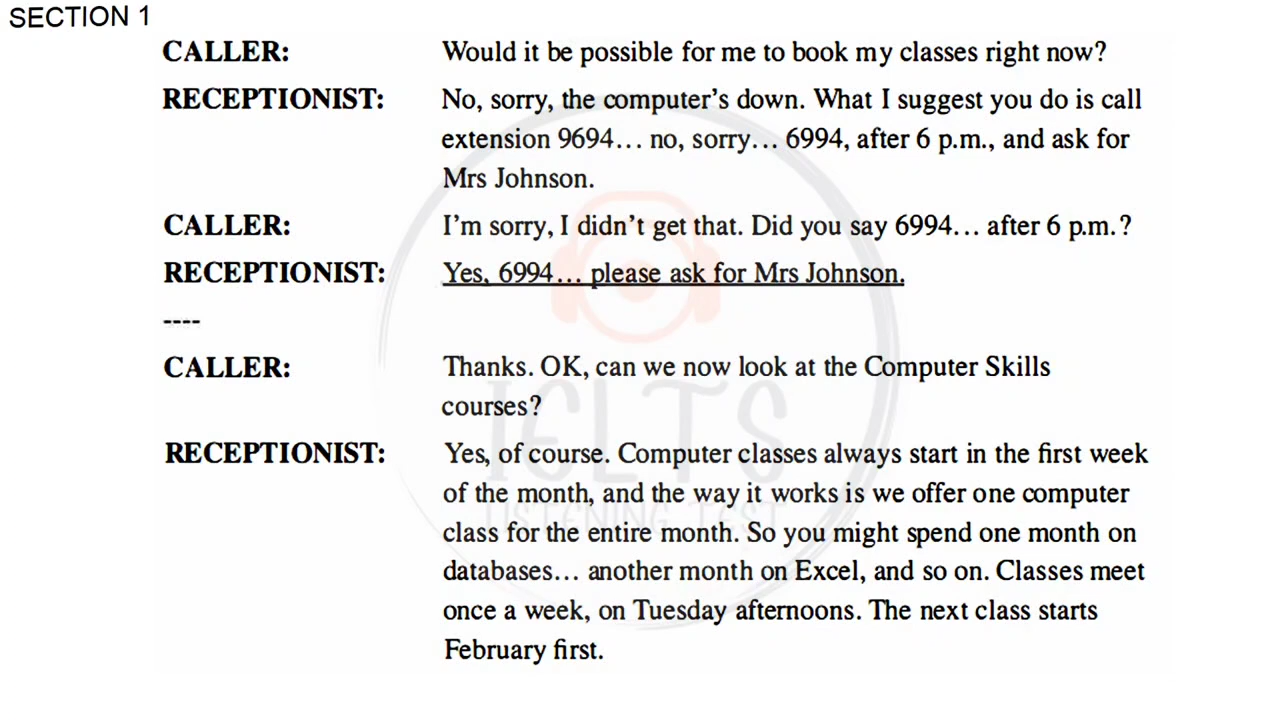 SECTION 1
CALLER: Would it be possible for me to book my classes right now?
RECEPTIONIST: No, sorry, the computer's down. What I suggest you do is call
extension 9694... no, sorry... 6994, after 6 p.m., and ask for
Mrs Johnson.
CALLER: I'm sorry, I didn't get that. Did you say 6994... after 6 p.m.?
RECEPTIONIST: Yes, 6994... please ask for Mrs Johnson.
----
CALLER: Thanks. OK, can we now look at the Computer Skills
courses?
RECEPTIONIST: Yes, of course. Computer classes always start in the first week
of the month, and the way it works is we offer one computer
class for the entire month. So you might spend one month on
databases... another month on Excel, and so on. Classes meet
once a week, on Tuesday afternoons. The next class starts
February first.
IELTS
LISTENING TEST